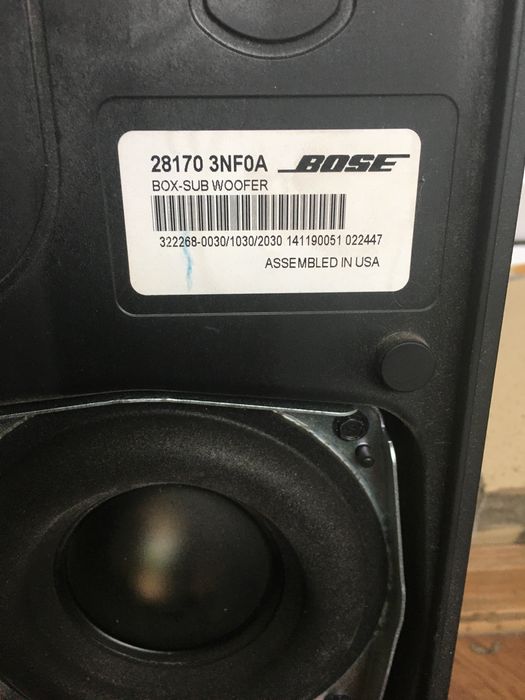 28170 3NF0A BOSE
BOX-SUB WOOFER
322268-0030/1030/2030 141190051 022447
ASSEMBLED IN USA